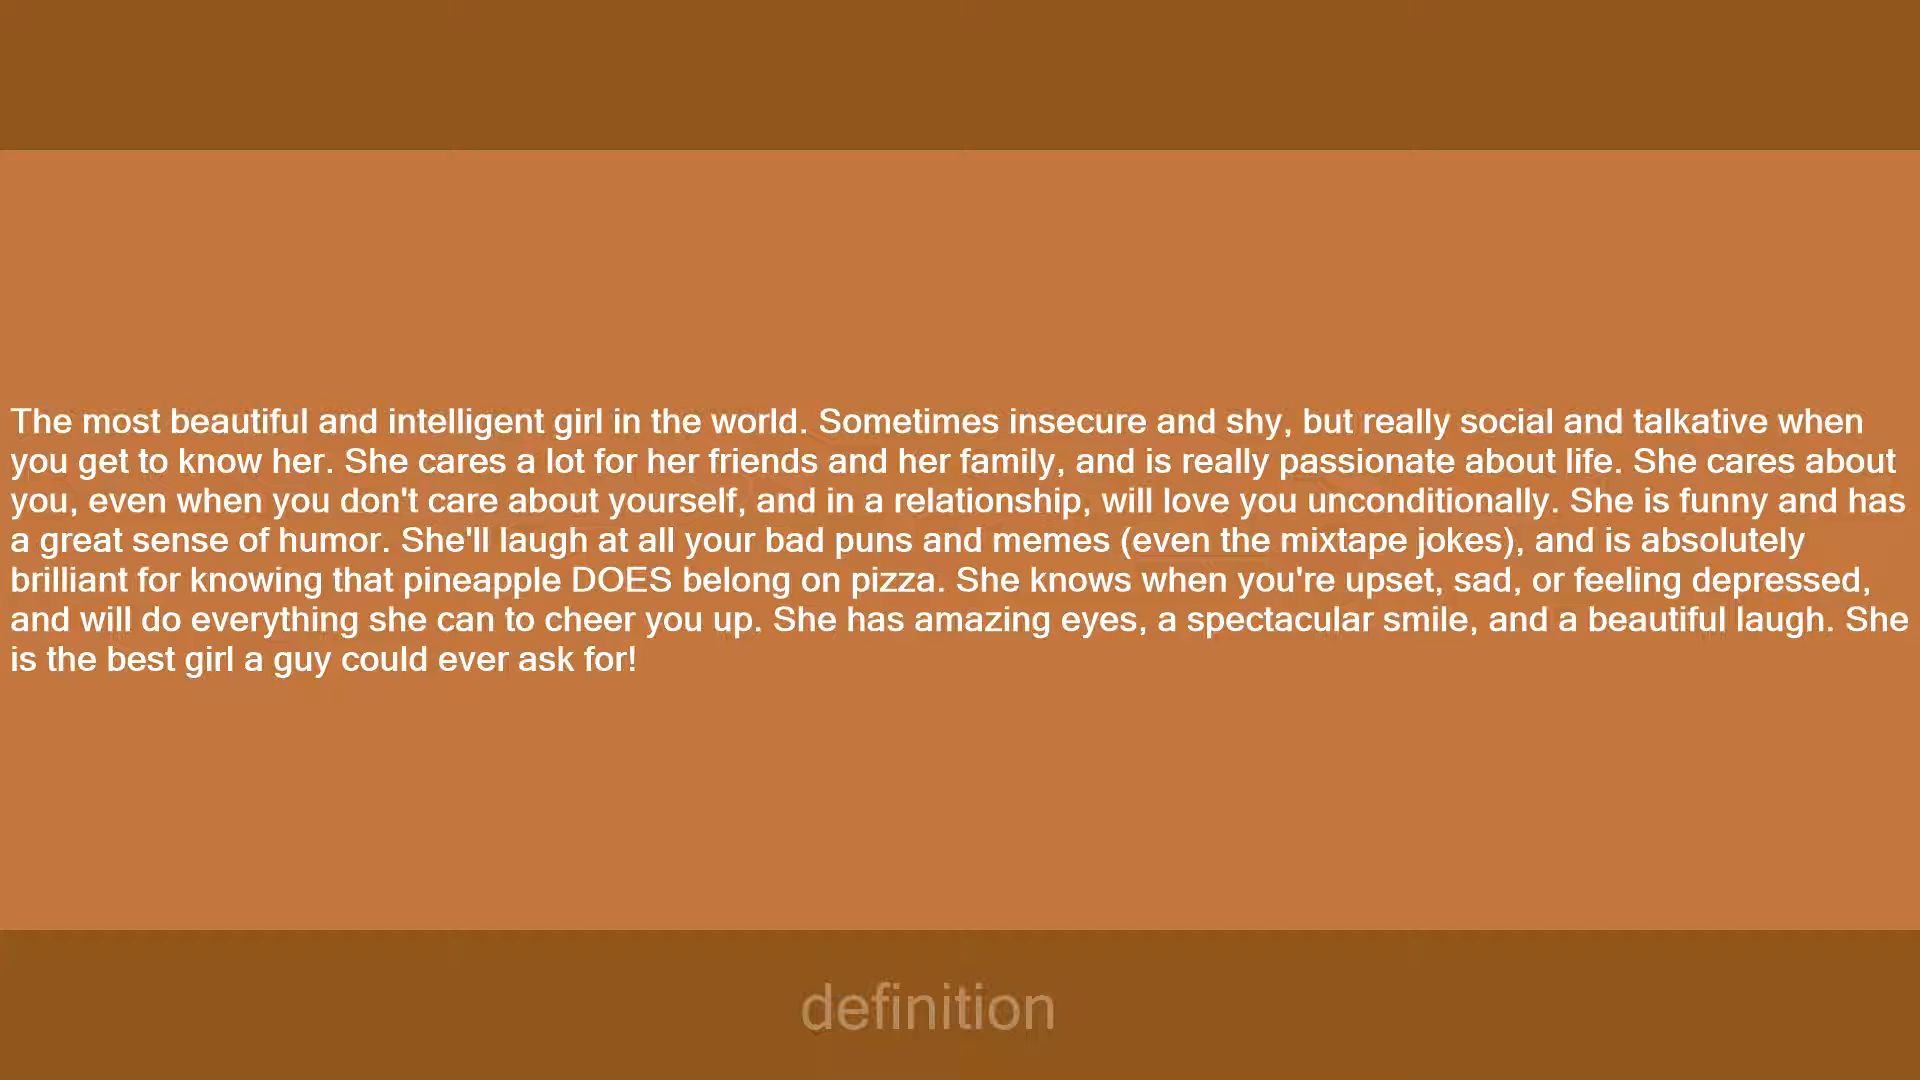 The most beautiful and intelligent girl in the world. Sometimes insecure and shy, but really social and talkative when
you get to know her. She cares a lot for her friends and her family, and is really passionate about life. She cares about
you, even when you don't care about yourself, and in a relationship, will love you unconditionally. She is funny and has
a great sense of humor. She'll laugh at all your bad puns and memes (even the mixtape jokes), and is absolutely
brilliant for knowing that pineapple DOES belong on pizza. She knows when you're upset, sad, or feeling depressed,
and will do everything she can to cheer you up. She has amazing eyes, a spectacular smile, and a beautiful laugh. She
is the best girl a guy could ever ask for!
definition